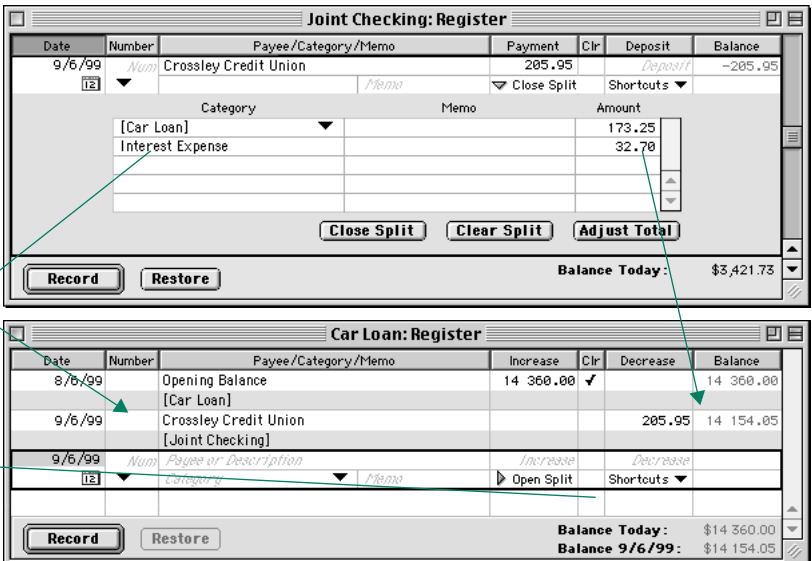 Joint Checking: Register
Date Number Payee/Category/Memo Payment Clr Deposit Balance
9/6/99 Num Crossley Credit Union 205.95 Deposit -205.95
12 Memo Close Split Shortcuts
Category Memo Amount
[Car Loan] 173.25
Interest Expense 32.70
Close Split Clear Split Adjust Total
Record Restore Balance Today: $3,421.73
Car Loan: Register
Date Number Payee/Category/Memo Increase Clr Decrease Balance
8/6/99 Opening Balance 14 360.00 ✓ 14 360.00
[Car Loan]
9/6/99 Crossley Credit Union 205.95 14 154.05
[Joint Checking]
9/6/99 Num Payee or Description Increase Decrease
12 Category Memo Open Split Shortcuts
Record Restore Balance Today: $14 360.00
Balance 9/6/99: $14 154.05